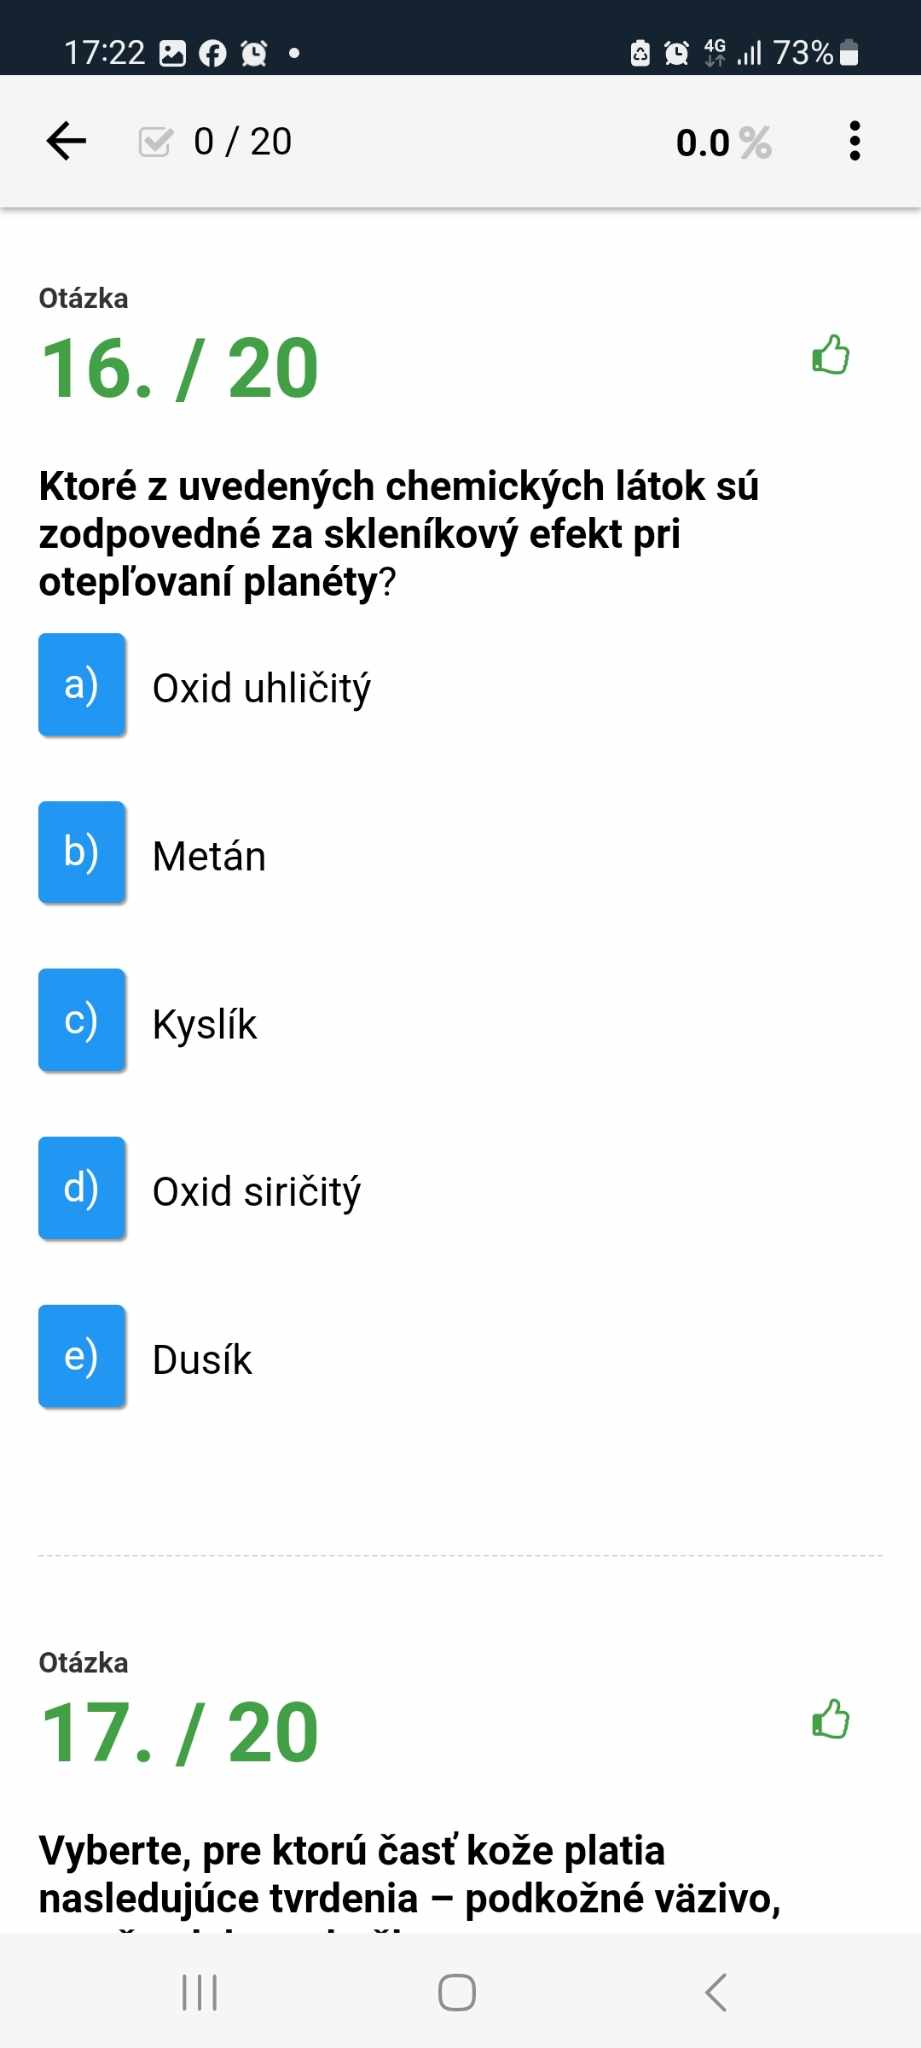 17:22
4G
73%
0 / 20
0.0 %
Otázka
16. / 20
Ktoré z uvedených chemických látok sú
zodpovedné za skleníkový efekt pri
otepľovaní planéty?
a) Oxid uhličitý
b) Metán
c) Kyslík
d) Oxid siričitý
e) Dusík
Otázka
17. / 20
Vyberte, pre ktorú časť kože platia
nasledujúce tvrdenia – podkožné väzivo,